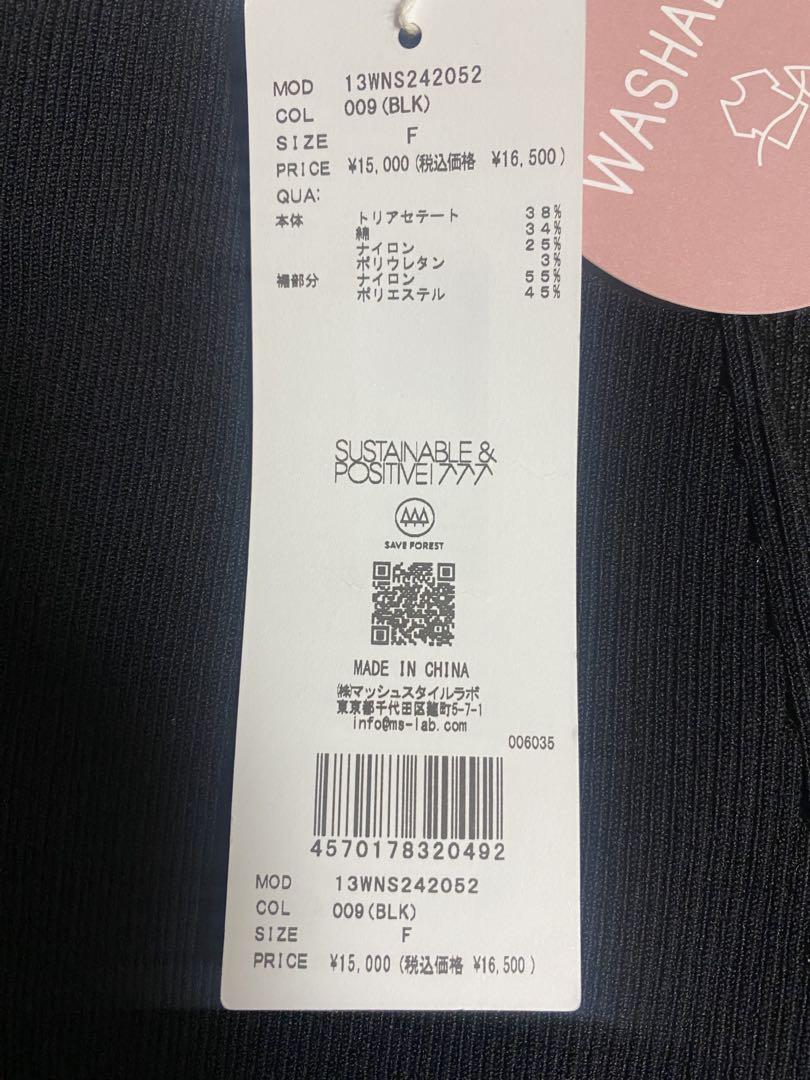 MOD 13WNS242052
COL 009(BLK)
SIZE F
PRICE ¥15,000(税込価格 ¥16,500)
QUA:
本体 トリアセテート 38%
綿 34%
ナイロン 25%
ポリウレタン 3%
裾部分 ナイロン 55%
ポリエステル 45%
SUSTAINABLE &
POSITIVE!
SAVE FOREST
MADE IN CHINA
㈱マッシュスタイルラボ
東京都千代田区麹町5-7-1
info@ms-lab.com
006035
4570178320492
MOD 13WNS242052
COL 009(BLK)
SIZE F
PRICE ¥15,000(税込価格 ¥16,500)